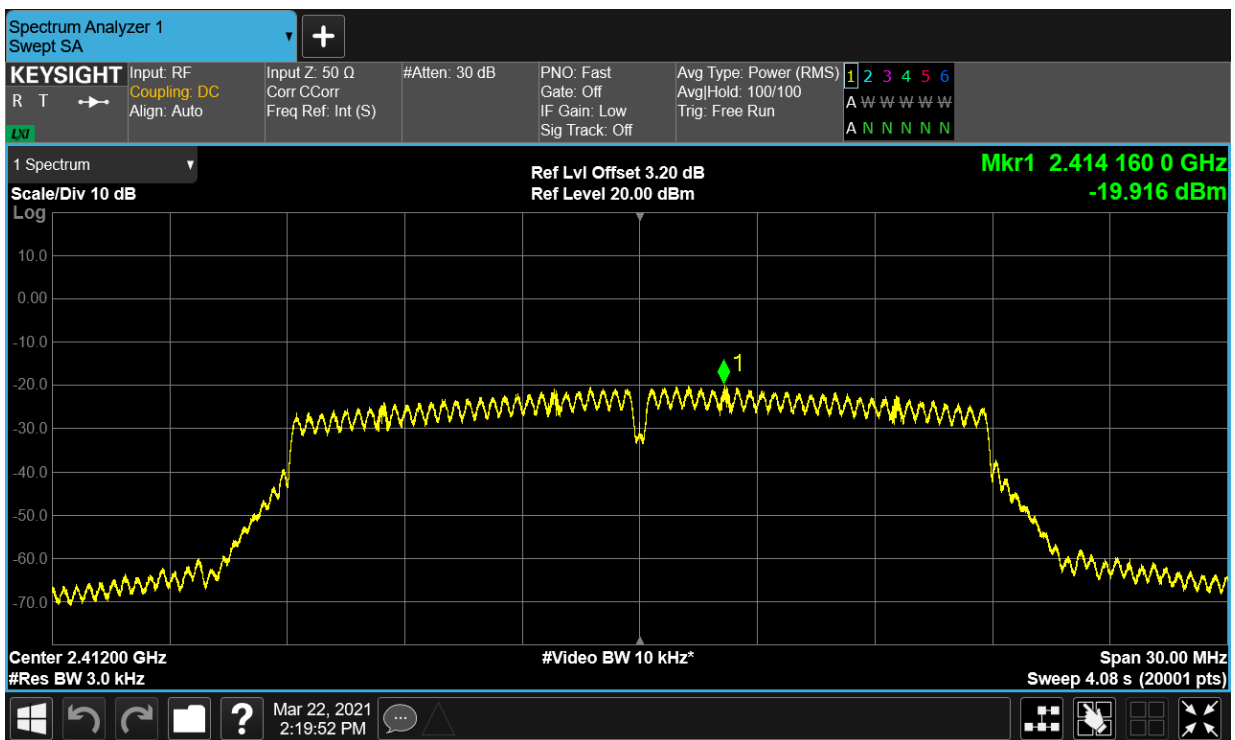 Spectrum Analyzer 1
Swept SA
KEYSIGHT
R T
LXI
Input: RF
Coupling: DC
Align: Auto
Input Z: 50 Ω
Corr CCorr
Freq Ref: Int (S)
#Atten: 30 dB
PNO: Fast
Gate: Off
IF Gain: Low
Sig Track: Off
Avg Type: Power (RMS)
Avg|Hold: 100/100
Trig: Free Run
1 2 3 4 5 6
A W W W W W
A N N N N N
1 Spectrum
Scale/Div 10 dB
Log
Ref Lvl Offset 3.20 dB
Ref Level 20.00 dBm
Mkr1 2.414 160 0 GHz
-19.916 dBm
10.0
0.00
-10.0
-20.0
-30.0
-40.0
-50.0
-60.0
-70.0
1
Center 2.41200 GHz
#Res BW 3.0 kHz
#Video BW 10 kHz*
Span 30.00 MHz
Sweep 4.08 s (20001 pts)
?
Mar 22, 2021
2:19:52 PM